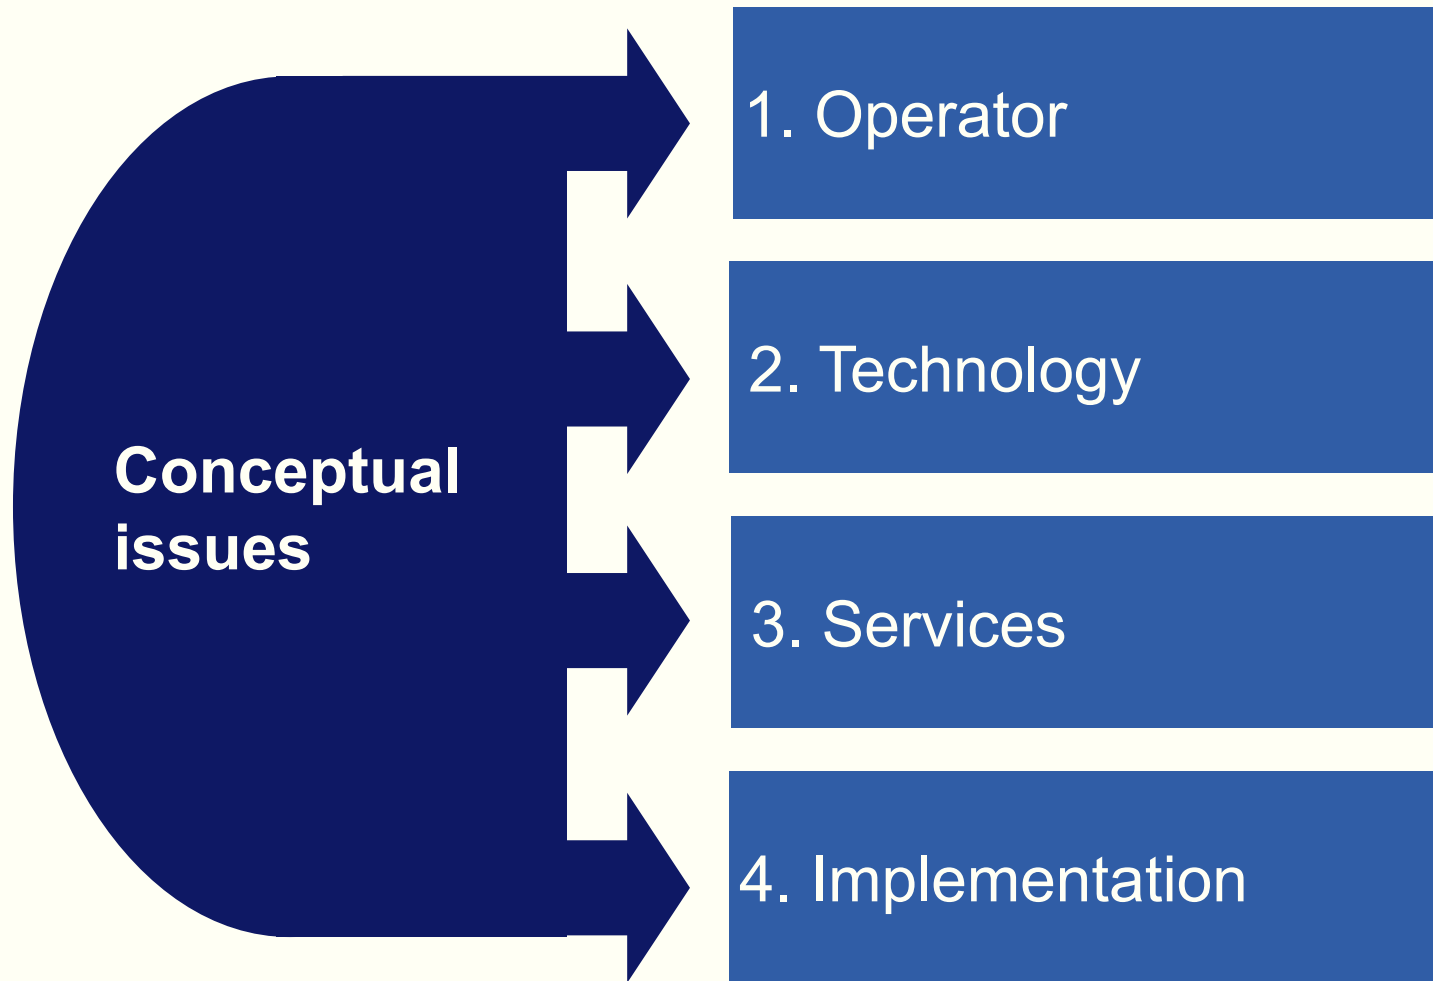 Conceptual
issues
1. Operator
2. Technology
3. Services
4. Implementation